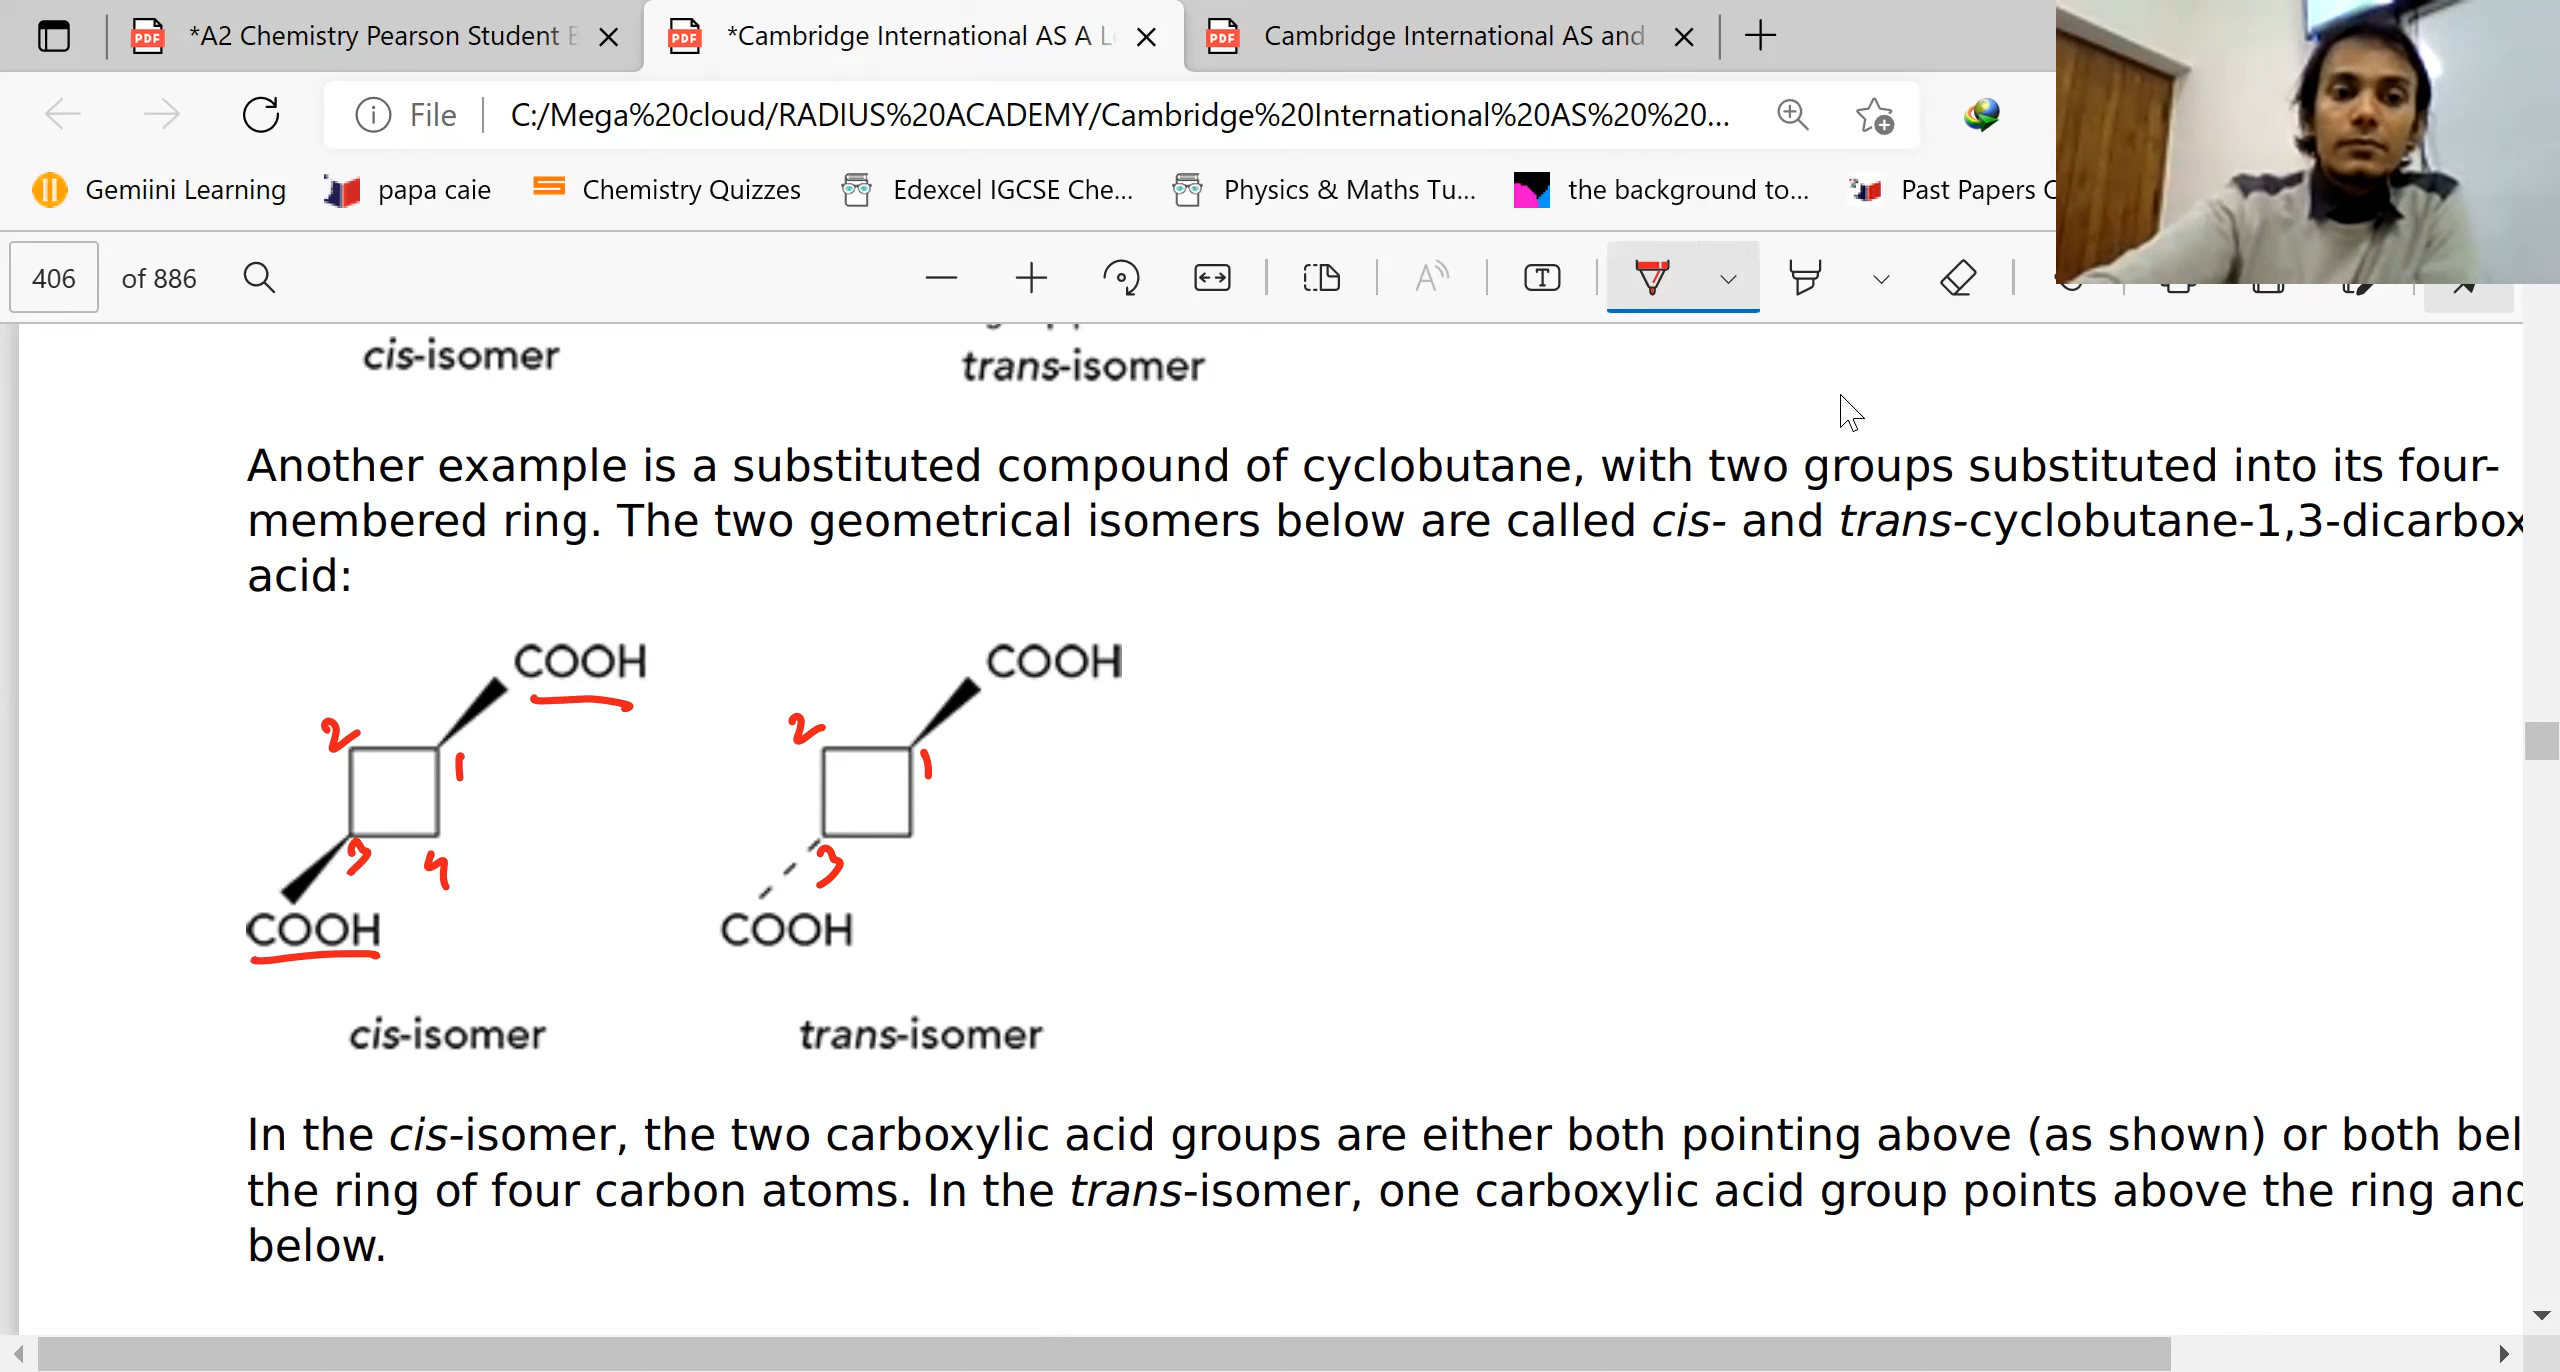 *A2 Chemistry Pearson Student
*Cambridge International AS A L
Cambridge International AS and
File
C:/Mega%20cloud/RADIUS%20ACADEMY/Cambridge%20International%20AS%20%20...
Gemiini Learning
papa caie
Chemistry Quizzes
Edexcel IGCSE Che...
Physics & Maths Tu...
the background to...
Past Papers
406 of 886
cis-isomer
trans-isomer
Another example is a substituted compound of cyclobutane, with two groups substituted into its four-
membered ring. The two geometrical isomers below are called cis- and trans-cyclobutane-1,3-dicarbox
acid:
COOH
COOH
2
2
1
1
3
4
3
COOH
COOH
cis-isomer
trans-isomer
In the cis-isomer, the two carboxylic acid groups are either both pointing above (as shown) or both bel
the ring of four carbon atoms. In the trans-isomer, one carboxylic acid group points above the ring and
below.